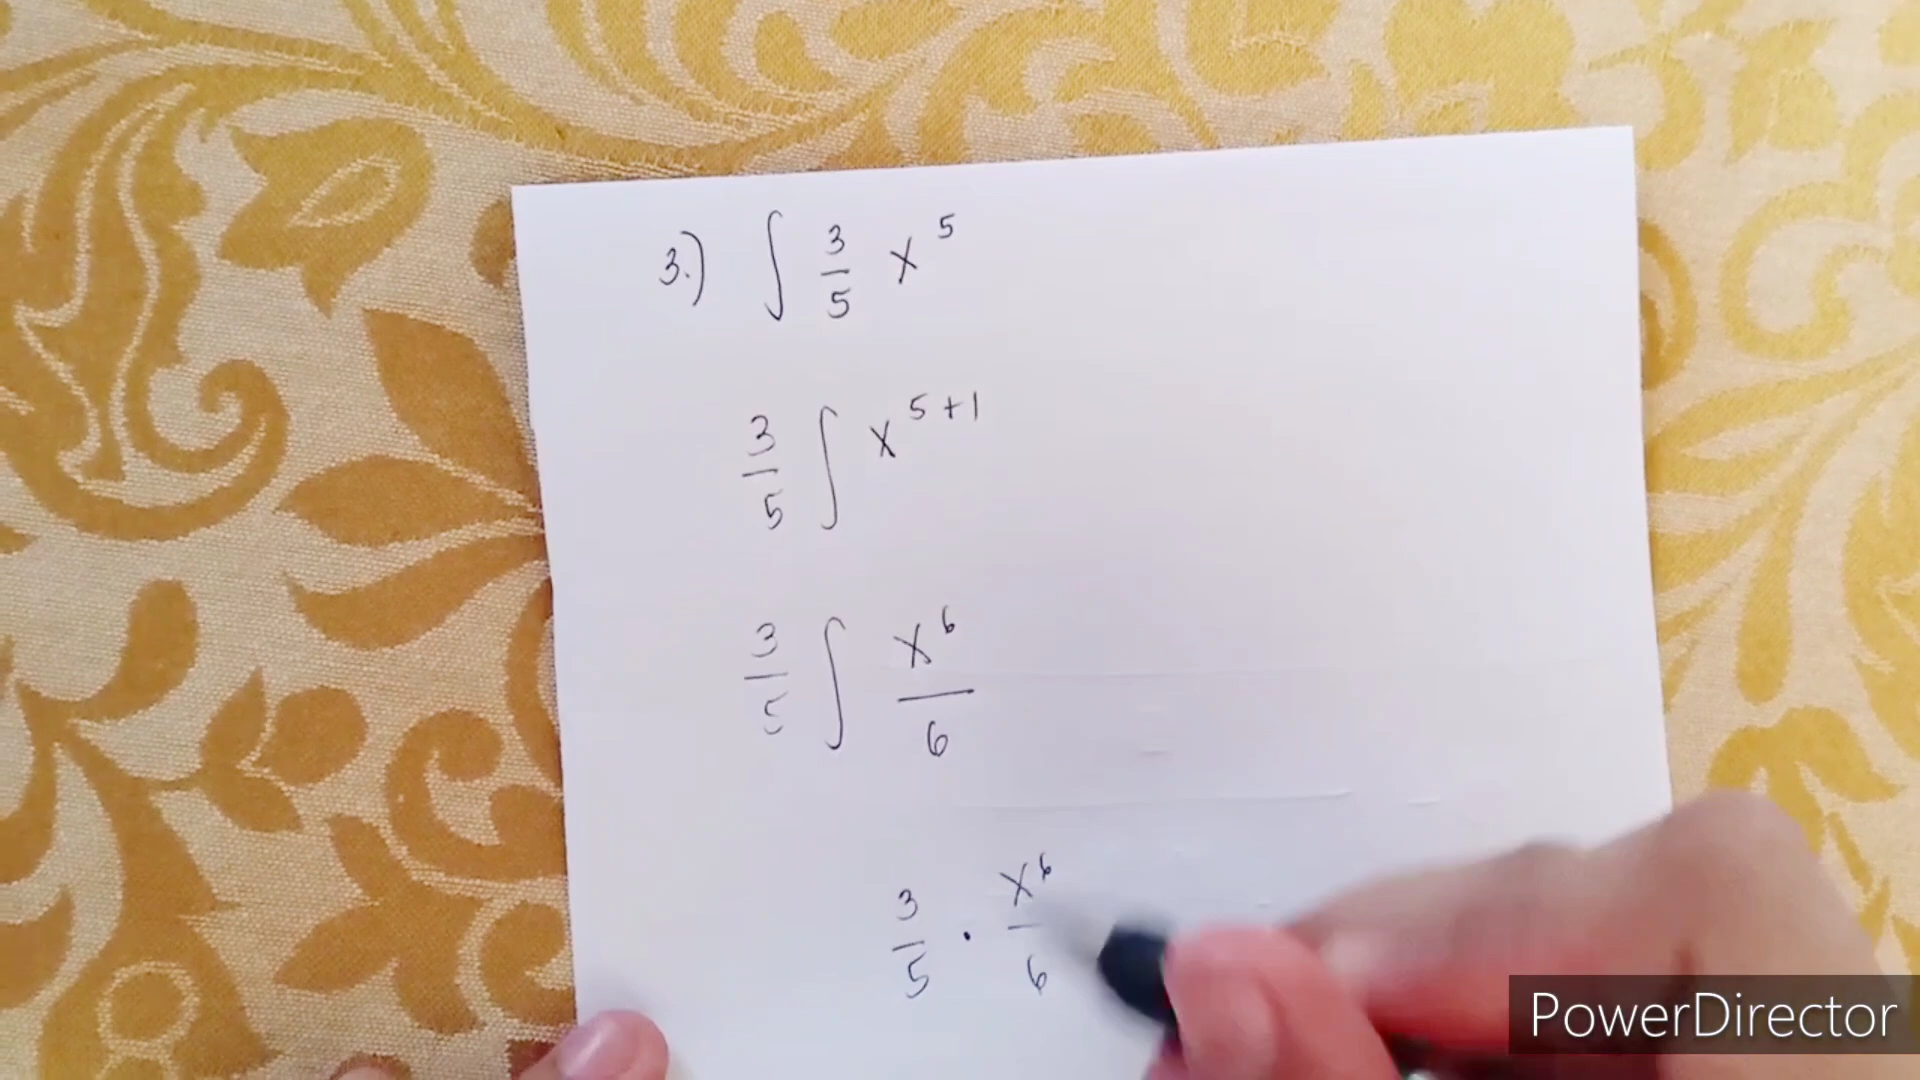 3.) ∫ 3/5 x^5
3/5 ∫ x^5+1
3/5 ∫ x^6/6
3/5 · x^6/6
PowerDirector